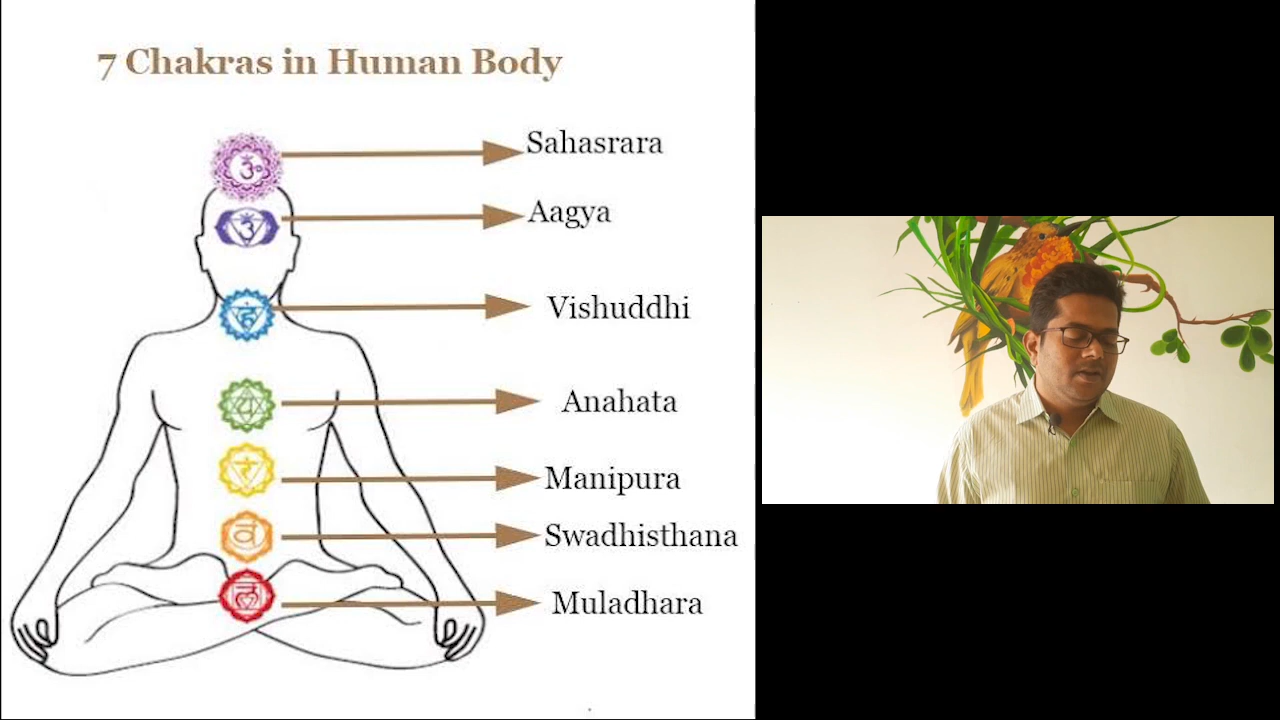 7 Chakras in Human Body
ॐ
Sahasrara
ॐ
Aagya
हं
Vishuddhi
यं
Anahata
रं
Manipura
वं
Swadhisthana
लं
Muladhara